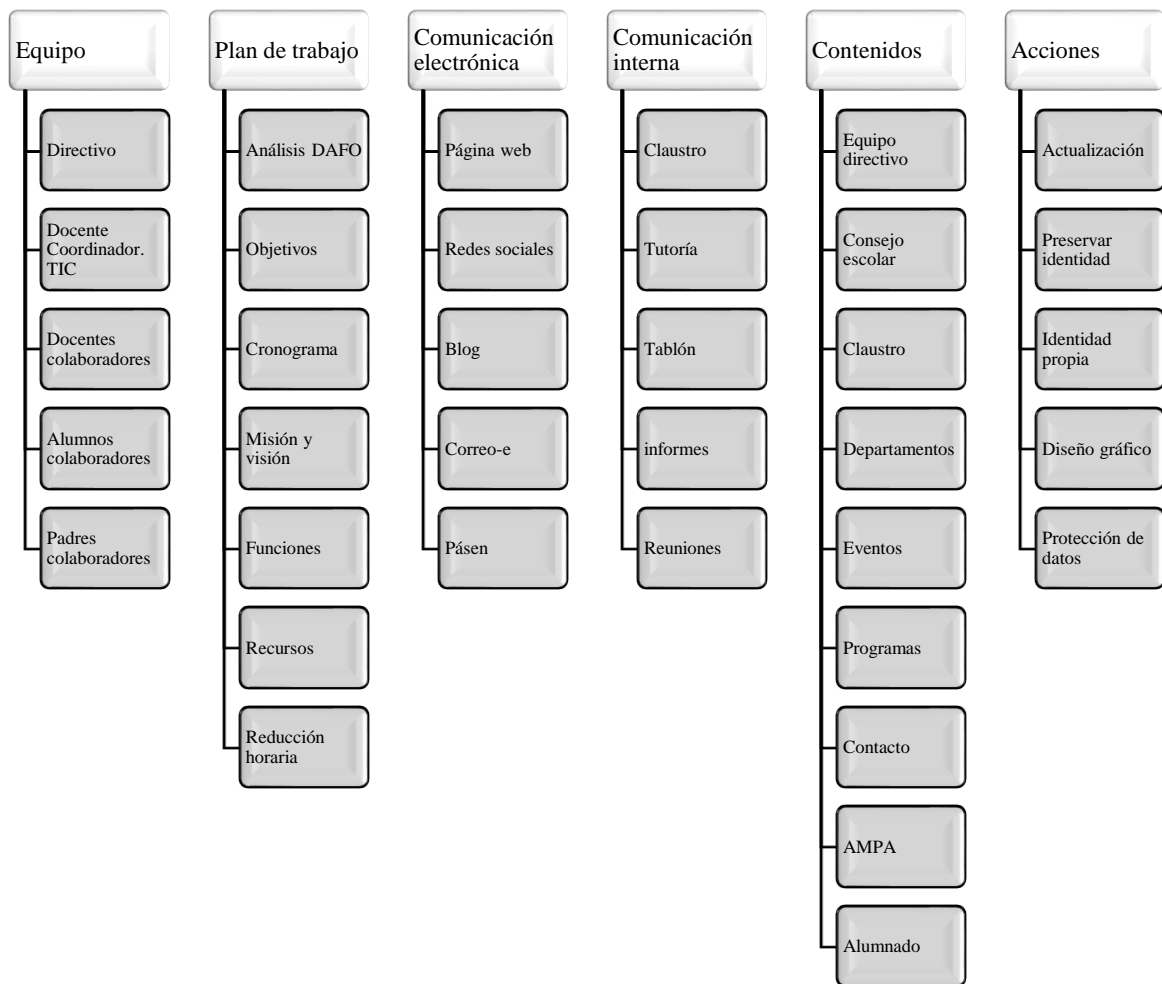 Equipo
Directivo
Docente
Coordinador.
TIC
Docentes
colaboradores
Alumnos
colaboradores
Padres
colaboradores
Plan de trabajo
Análisis DAFO
Objetivos
Cronograma
Misión y
visión
Funciones
Recursos
Reducción
horaria
Comunicación
electrónica
Página web
Redes sociales
Blog
Correo-e
Pásen
Comunicación
interna
Claustro
Tutoría
Tablón
informes
Reuniones
Contenidos
Equipo
directivo
Consejo
escolar
Claustro
Departamentos
Eventos
Programas
Contacto
AMPA
Alumnado
Acciones
Actualización
Preservar
identidad
Identidad
propia
Diseño gráfico
Protección de
datos